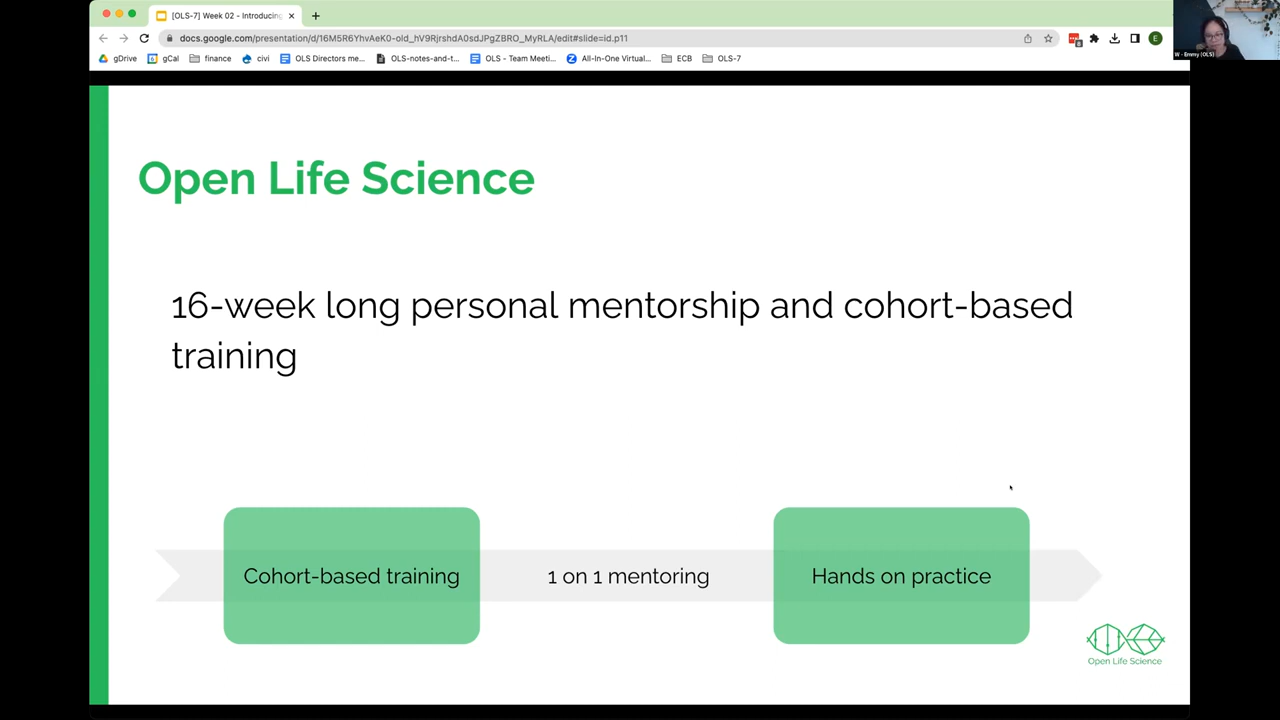 [OLS-7] Week 02 - Introducing
docs.google.com/presentation/d/16M5R6YhvAeK0-old_hV9RjrshdA0sdJPgZBRO_MyRLA/edit#slide=id.p11
gDrive gCal finance civi OLS Directors me... OLS-notes-and-t... OLS - Team Meeti... All-In-One Virtual... ECB OLS-7
E
W - Emmy (OLS)
Open Life Science
16-week long personal mentorship and cohort-based
training
Cohort-based training 1 on 1 mentoring Hands on practice
Open Life Science